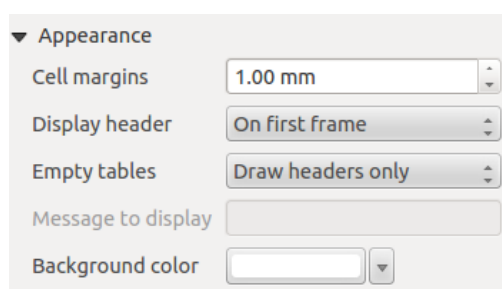 Appearance
Cell margins 1.00 mm
Display header On first frame
Empty tables Draw headers only
Message to display
Background color